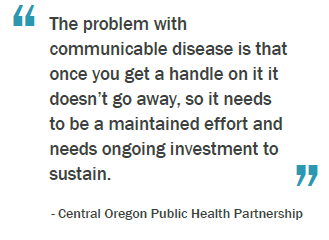 “
The problem with
communicable disease is that
once you get a handle on it it
doesn’t go away, so it needs
to be a maintained effort and
needs ongoing investment to
sustain.
”
- Central Oregon Public Health Partnership